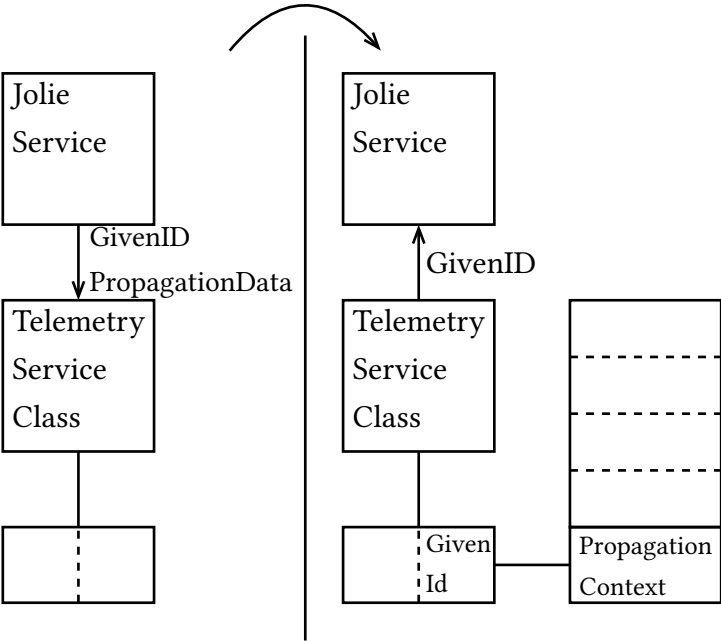 Jolie
Service
GivenID
PropagationData
Telemetry
Service
Class
Jolie
Service
GivenID
Telemetry
Service
Class
Given
Id
Propagation
Context